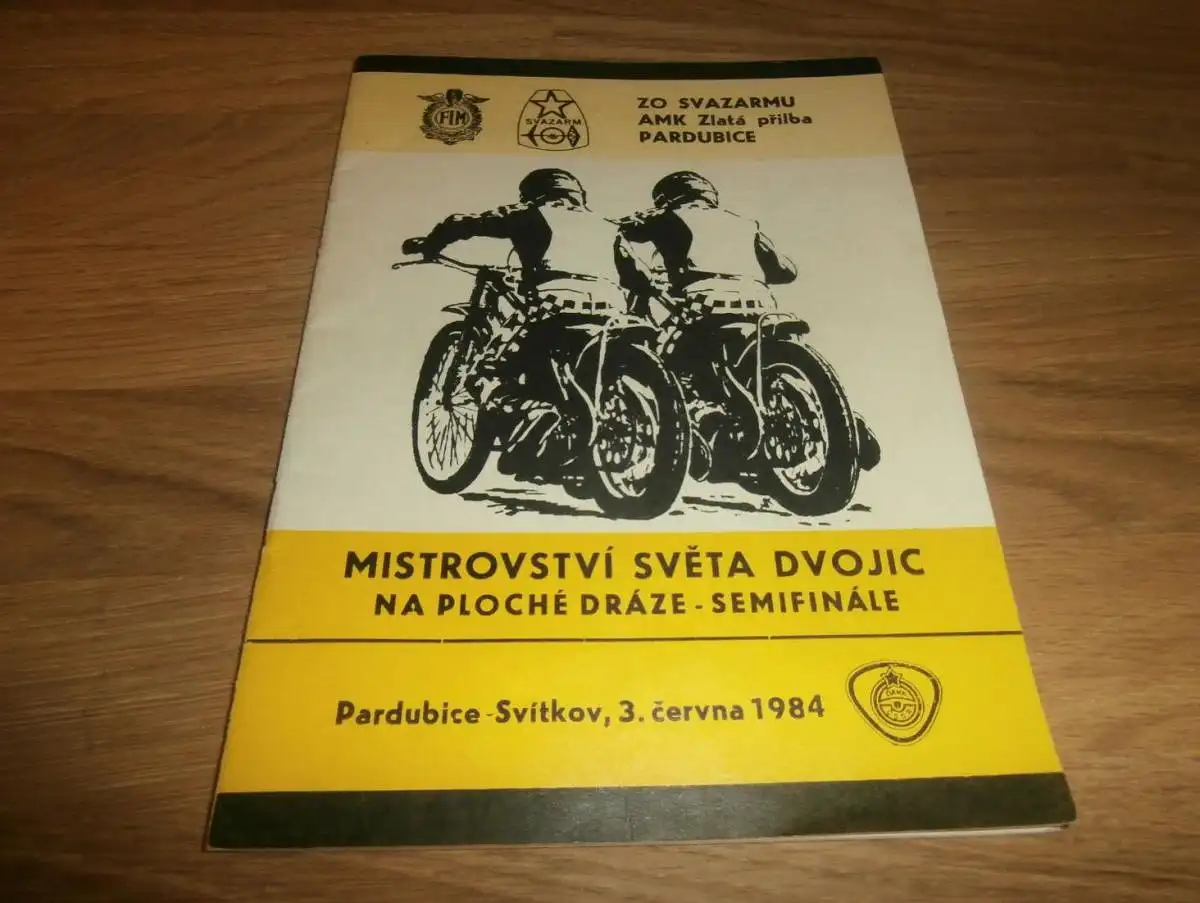 FIM
SVAZARM
ZO SVAZARMU
AMK Zlatá přilba
PARDUBICE
MISTROVSTVÍ SVĚTA DVOJIC
NA PLOCHÉ DRÁZE - SEMIFINÁLE
Pardubice - Svítkov, 3. června 1984